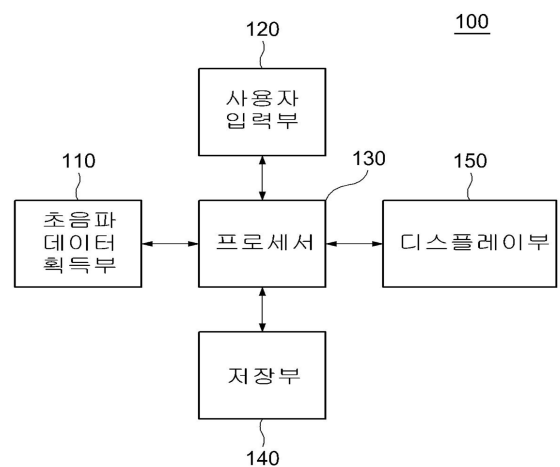 120
100
사용자
입력부
110
130
150
초음파
데이터
획득부
프로세서
디스플레이부
저장부
140